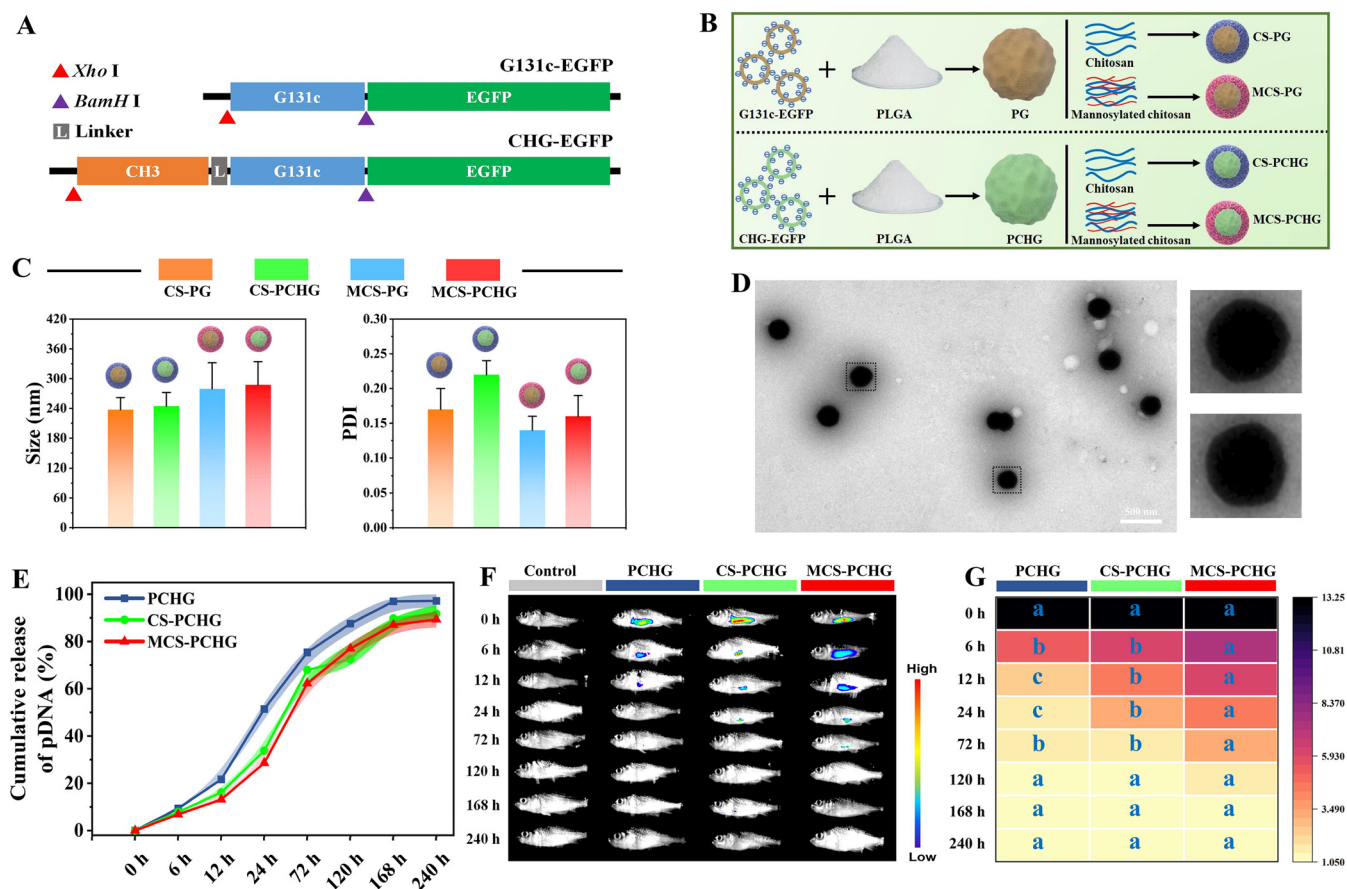 A
Xho I
BamH I
L Linker
G131c-EGFP
G131c EGFP
CHG-EGFP
CH3 L G131c EGFP
B
G131c-EGFP + PLGA PG
Chitosan CS-PG
Mannosylated chitosan MCS-PG
CHG-EGFP + PLGA PCHG
Chitosan CS-PCHG
Mannosylated chitosan MCS-PCHG
C
CS-PG CS-PCHG MCS-PG MCS-PCHG
Size (nm)
420
360
300
240
180
120
60
0
PDI
0.30
0.25
0.20
0.15
0.10
0.05
0.00
D
500 nm
E
Cumulative release
of pDNA (%)
100
80
60
40
20
0
PCHG
CS-PCHG
MCS-PCHG
0 h 6 h 12 h 24 h 72 h 120 h 168 h 240 h
F
Control PCHG CS-PCHG MCS-PCHG
0 h
6 h
12 h
24 h
72 h
120 h
168 h
240 h
High
Low
G
PCHG CS-PCHG MCS-PCHG
0 h a a a
6 h b b a
12 h c b a
24 h c b a
72 h b b a
120 h a a a
168 h a a a
240 h a a a
13.25
10.81
8.370
5.930
3.490
1.050